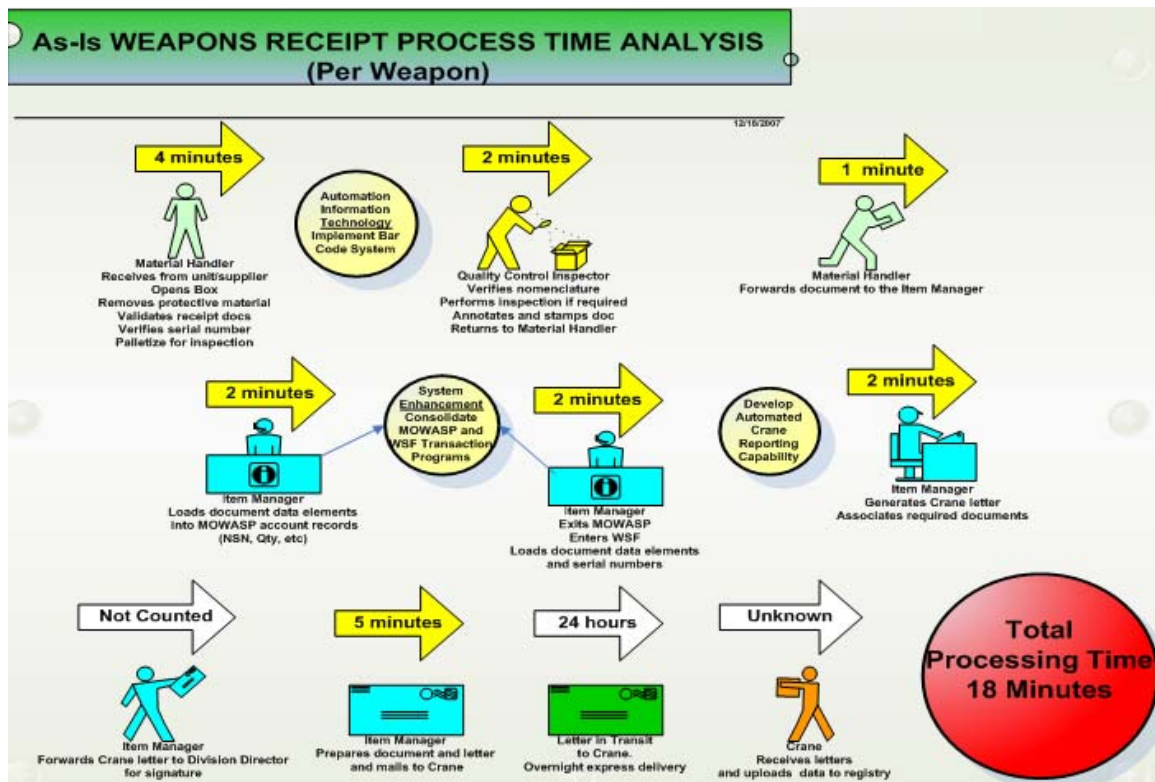 As-Is WEAPONS RECEIPT PROCESS TIME ANALYSIS
(Per Weapon)
12/18/2007
4 minutes
Automation
Information
Technology
Implement Bar
Code System
2 minutes
1 minute
Material Handler
Receives from unit/supplier
Opens Box
Removes protective material
Validates receipt docs
Verifies serial number
Palletize for inspection
Quality Control Inspector
Verifies nomenclature
Performs inspection if required
Annotates and stamps doc
Returns to Material Handler
Material Handler
Forwards document to the Item Manager
2 minutes
System
Enhancement
Consolidate
MOWASP and
WSF Transaction
Programs
2 minutes
Develop
Automated
Crane
Reporting
Capability
2 minutes
Item Manager
Loads document data elements
Into MOWASP account records
(NSN, Qty, etc)
Item Manager
Exits MOWASP
Enters WSF
Loads document data elements
and serial numbers
Item Manager
Generates Crane letter
Associates required documents
Not Counted
5 minutes
24 hours
Unknown
Item Manager
Forwards Crane letter to Division Director
for signature
Item Manager
Prepares document and letter
and mails to Crane
Letter in Transit
to Crane.
Overnight express delivery
Crane
Receives letters
and uploads data to registry
Total
Processing Time
18 Minutes